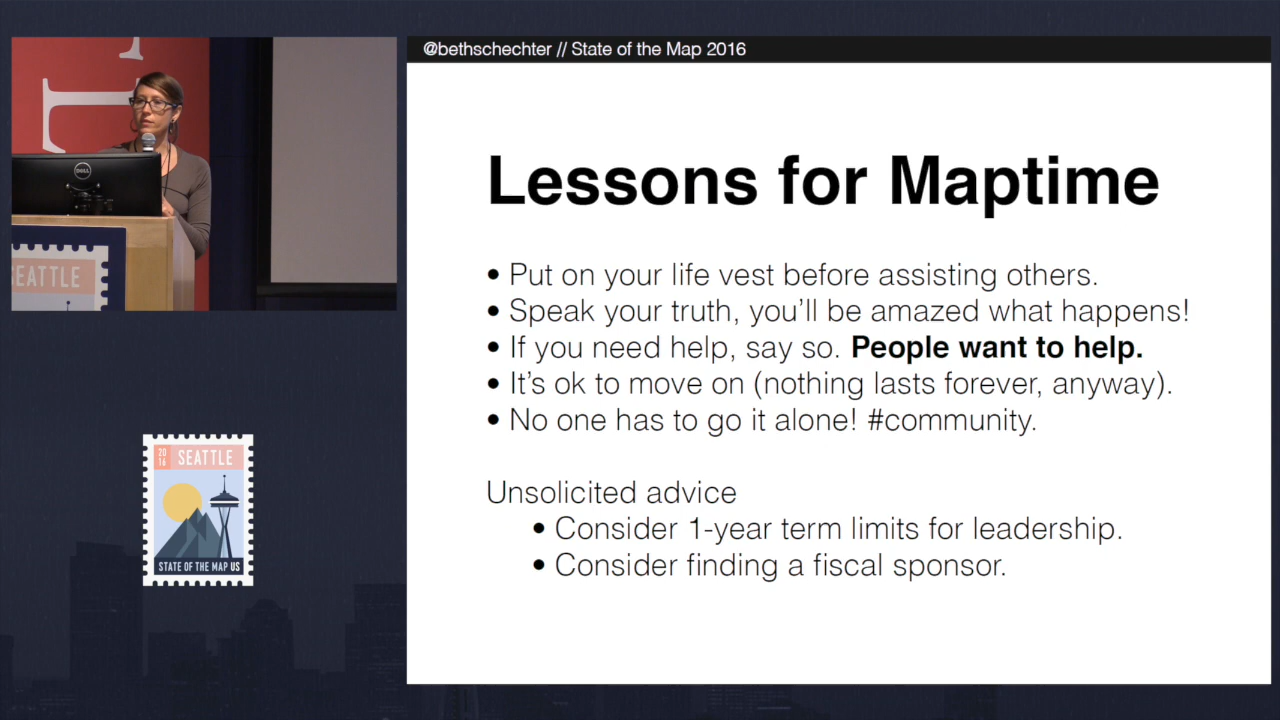 @bethschechter // State of the Map 2016
Lessons for Maptime
• Put on your life vest before assisting others.
• Speak your truth, you’ll be amazed what happens!
• If you need help, say so. People want to help.
• It’s ok to move on (nothing lasts forever, anyway).
• No one has to go it alone! #community.
Unsolicited advice
• Consider 1-year term limits for leadership.
• Consider finding a fiscal sponsor.
DELL
SEATTLE
20
16
SEATTLE
STATE OF THE MAP US